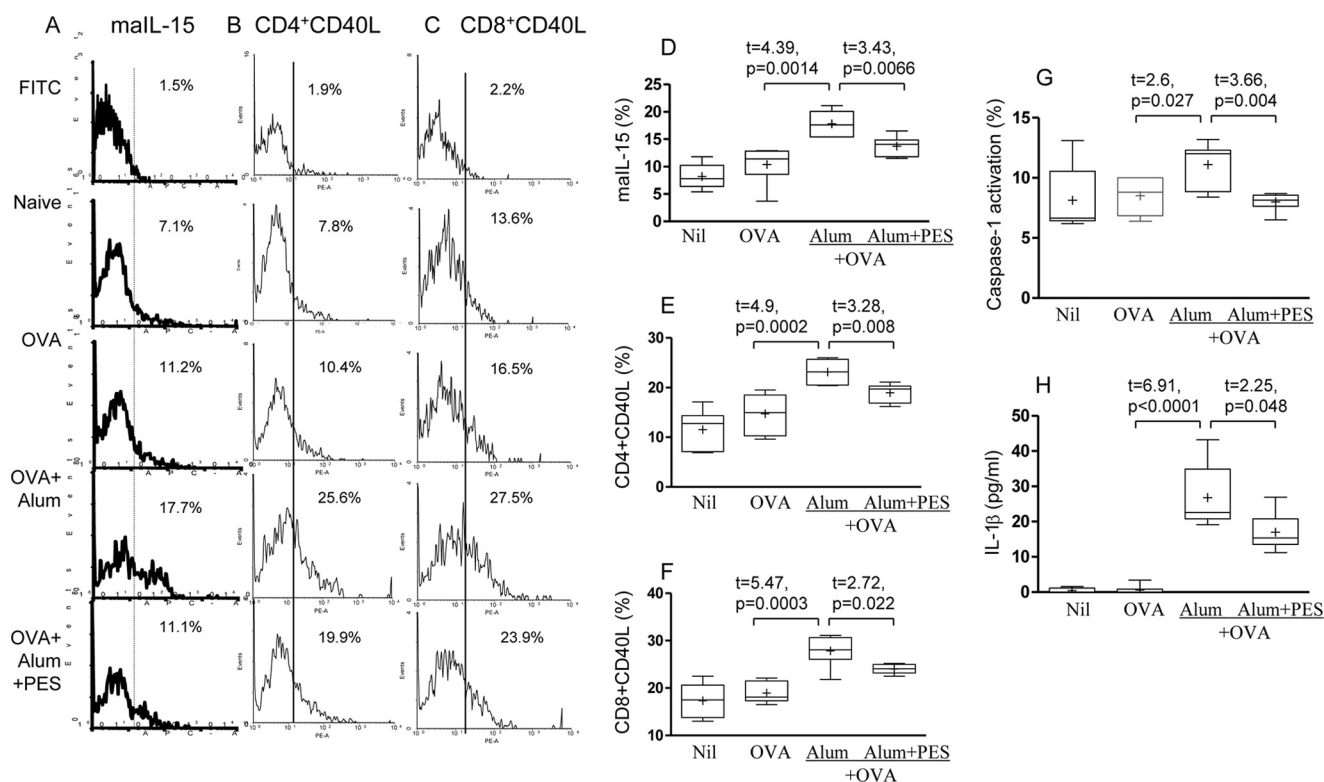 A maIL-15
B CD4+CD40L
C CD8+CD40L
FITC
1.5%
1.9%
2.2%
Naive
7.1%
7.8%
13.6%
OVA
11.2%
10.4%
16.5%
OVA+
Alum
17.7%
25.6%
27.5%
OVA+
Alum
+PES
11.1%
19.9%
23.9%
Events
PE-A
APC-A
D
t=4.39,
p=0.0014
t=3.43,
p=0.0066
maIL-15 (%)
25
20
15
10
5
0
Nil OVA Alum Alum+PES
+OVA
E
t=4.9,
p=0.0002
t=3.28,
p=0.008
CD4+CD40L (%)
30
20
10
0
Nil OVA Alum Alum+PES
+OVA
F
t=5.47,
p=0.0003
t=2.72,
p=0.022
CD8+CD40L (%)
40
30
20
10
Nil OVA Alum Alum+PES
+OVA
G
t=2.6,
p=0.027
t=3.66,
p=0.004
Caspase-1 activation (%)
15
10
5
0
Nil OVA Alum Alum+PES
+OVA
H
t=6.91,
p<0.0001
t=2.25,
p=0.048
IL-1β (pg/ml)
50
40
30
20
10
0
Nil OVA Alum Alum+PES
+OVA